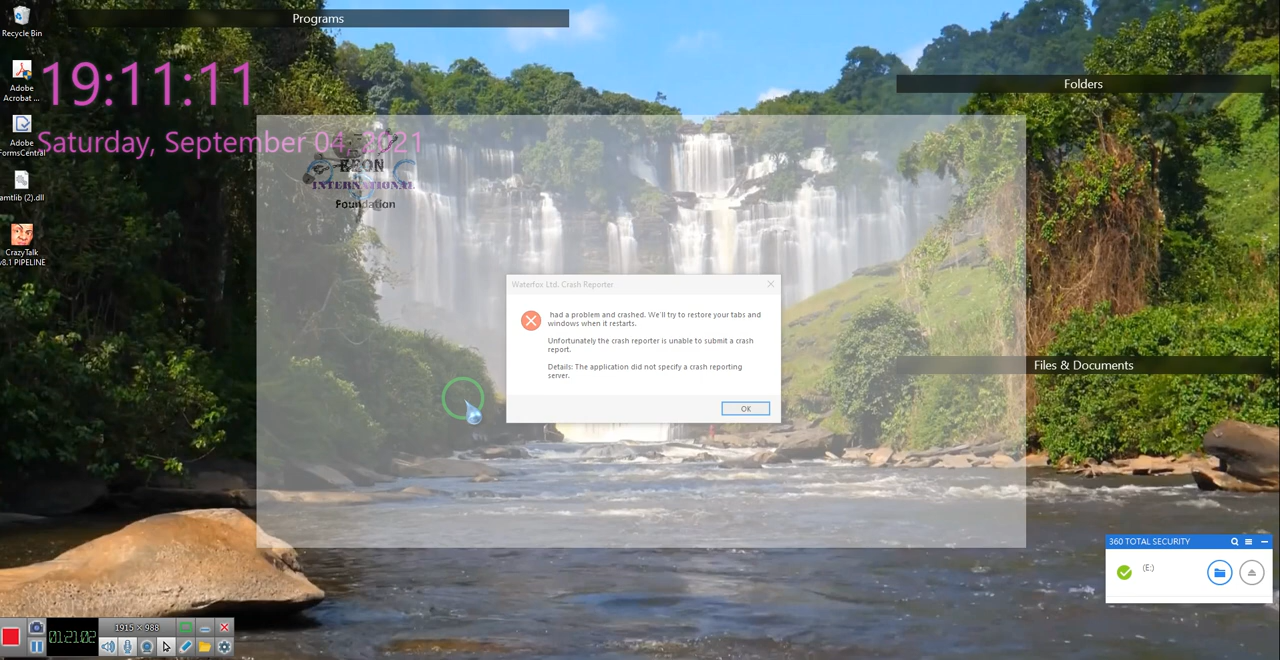 Programs
Recycle Bin
19:11:11
Folders
Adobe
Acrobat ...
Saturday, September 04, 2021
Adobe
FormsCentral
INTERNATIONAL
amtlib (2).dll
Foundation
CrazyTalk
v8.1 PIPELINE
Waterfox Ltd. Crash Reporter
had a problem and crashed. We'll try to restore your tabs and
windows when it restarts.
Unfortunately the crash reporter is unable to submit a crash
report.
Details: The application did not specify a crash reporting
server.
OK
Files & Documents
360 TOTAL SECURITY
(E:)
1915 × 988
01:21:02